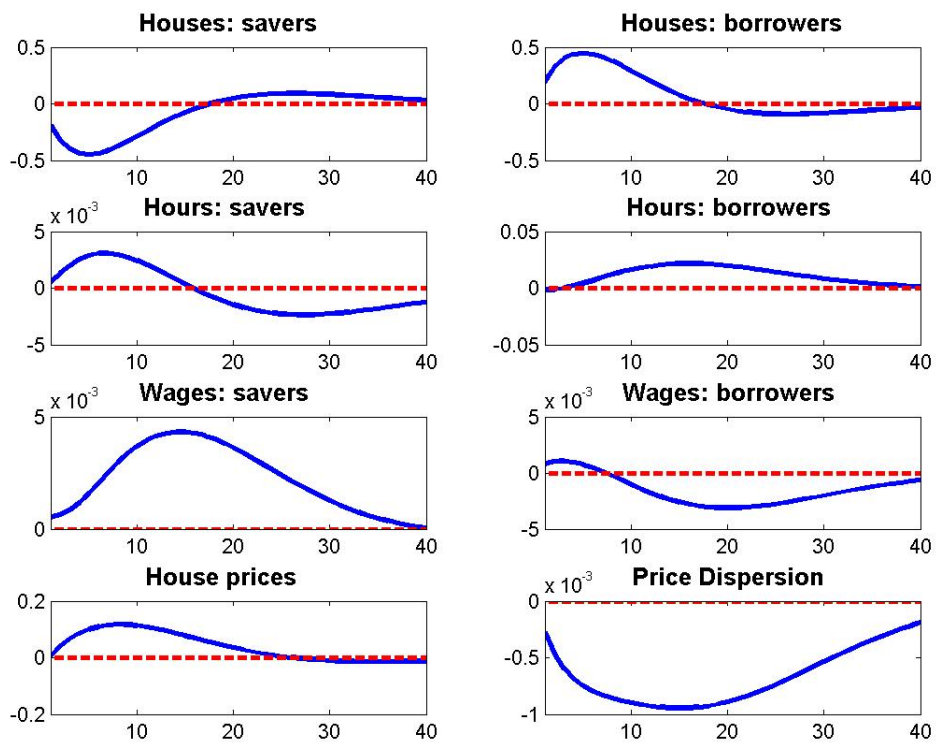 Houses: savers
0.5
0
-0.5
10 20 30 40
Houses: borrowers
0.5
0
-0.5
10 20 30 40
Hours: savers
x 10-3
5
0
-5
10 20 30 40
Hours: borrowers
0.05
0
-0.05
10 20 30 40
Wages: savers
x 10-3
5
0
10 20 30 40
Wages: borrowers
x 10-3
5
0
-5
10 20 30 40
House prices
0.2
0
-0.2
10 20 30 40
Price Dispersion
x 10-3
0
-0.5
-1
10 20 30 40